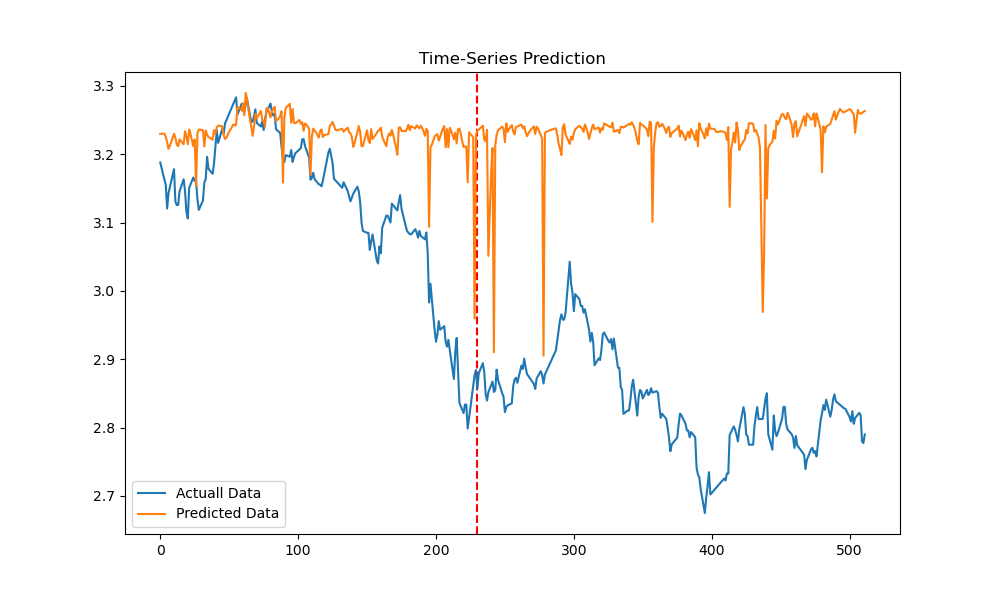 Time-Series Prediction
3.3
3.2
3.1
3.0
2.9
2.8
2.7
Actuall Data
Predicted Data
0 100 200 300 400 500